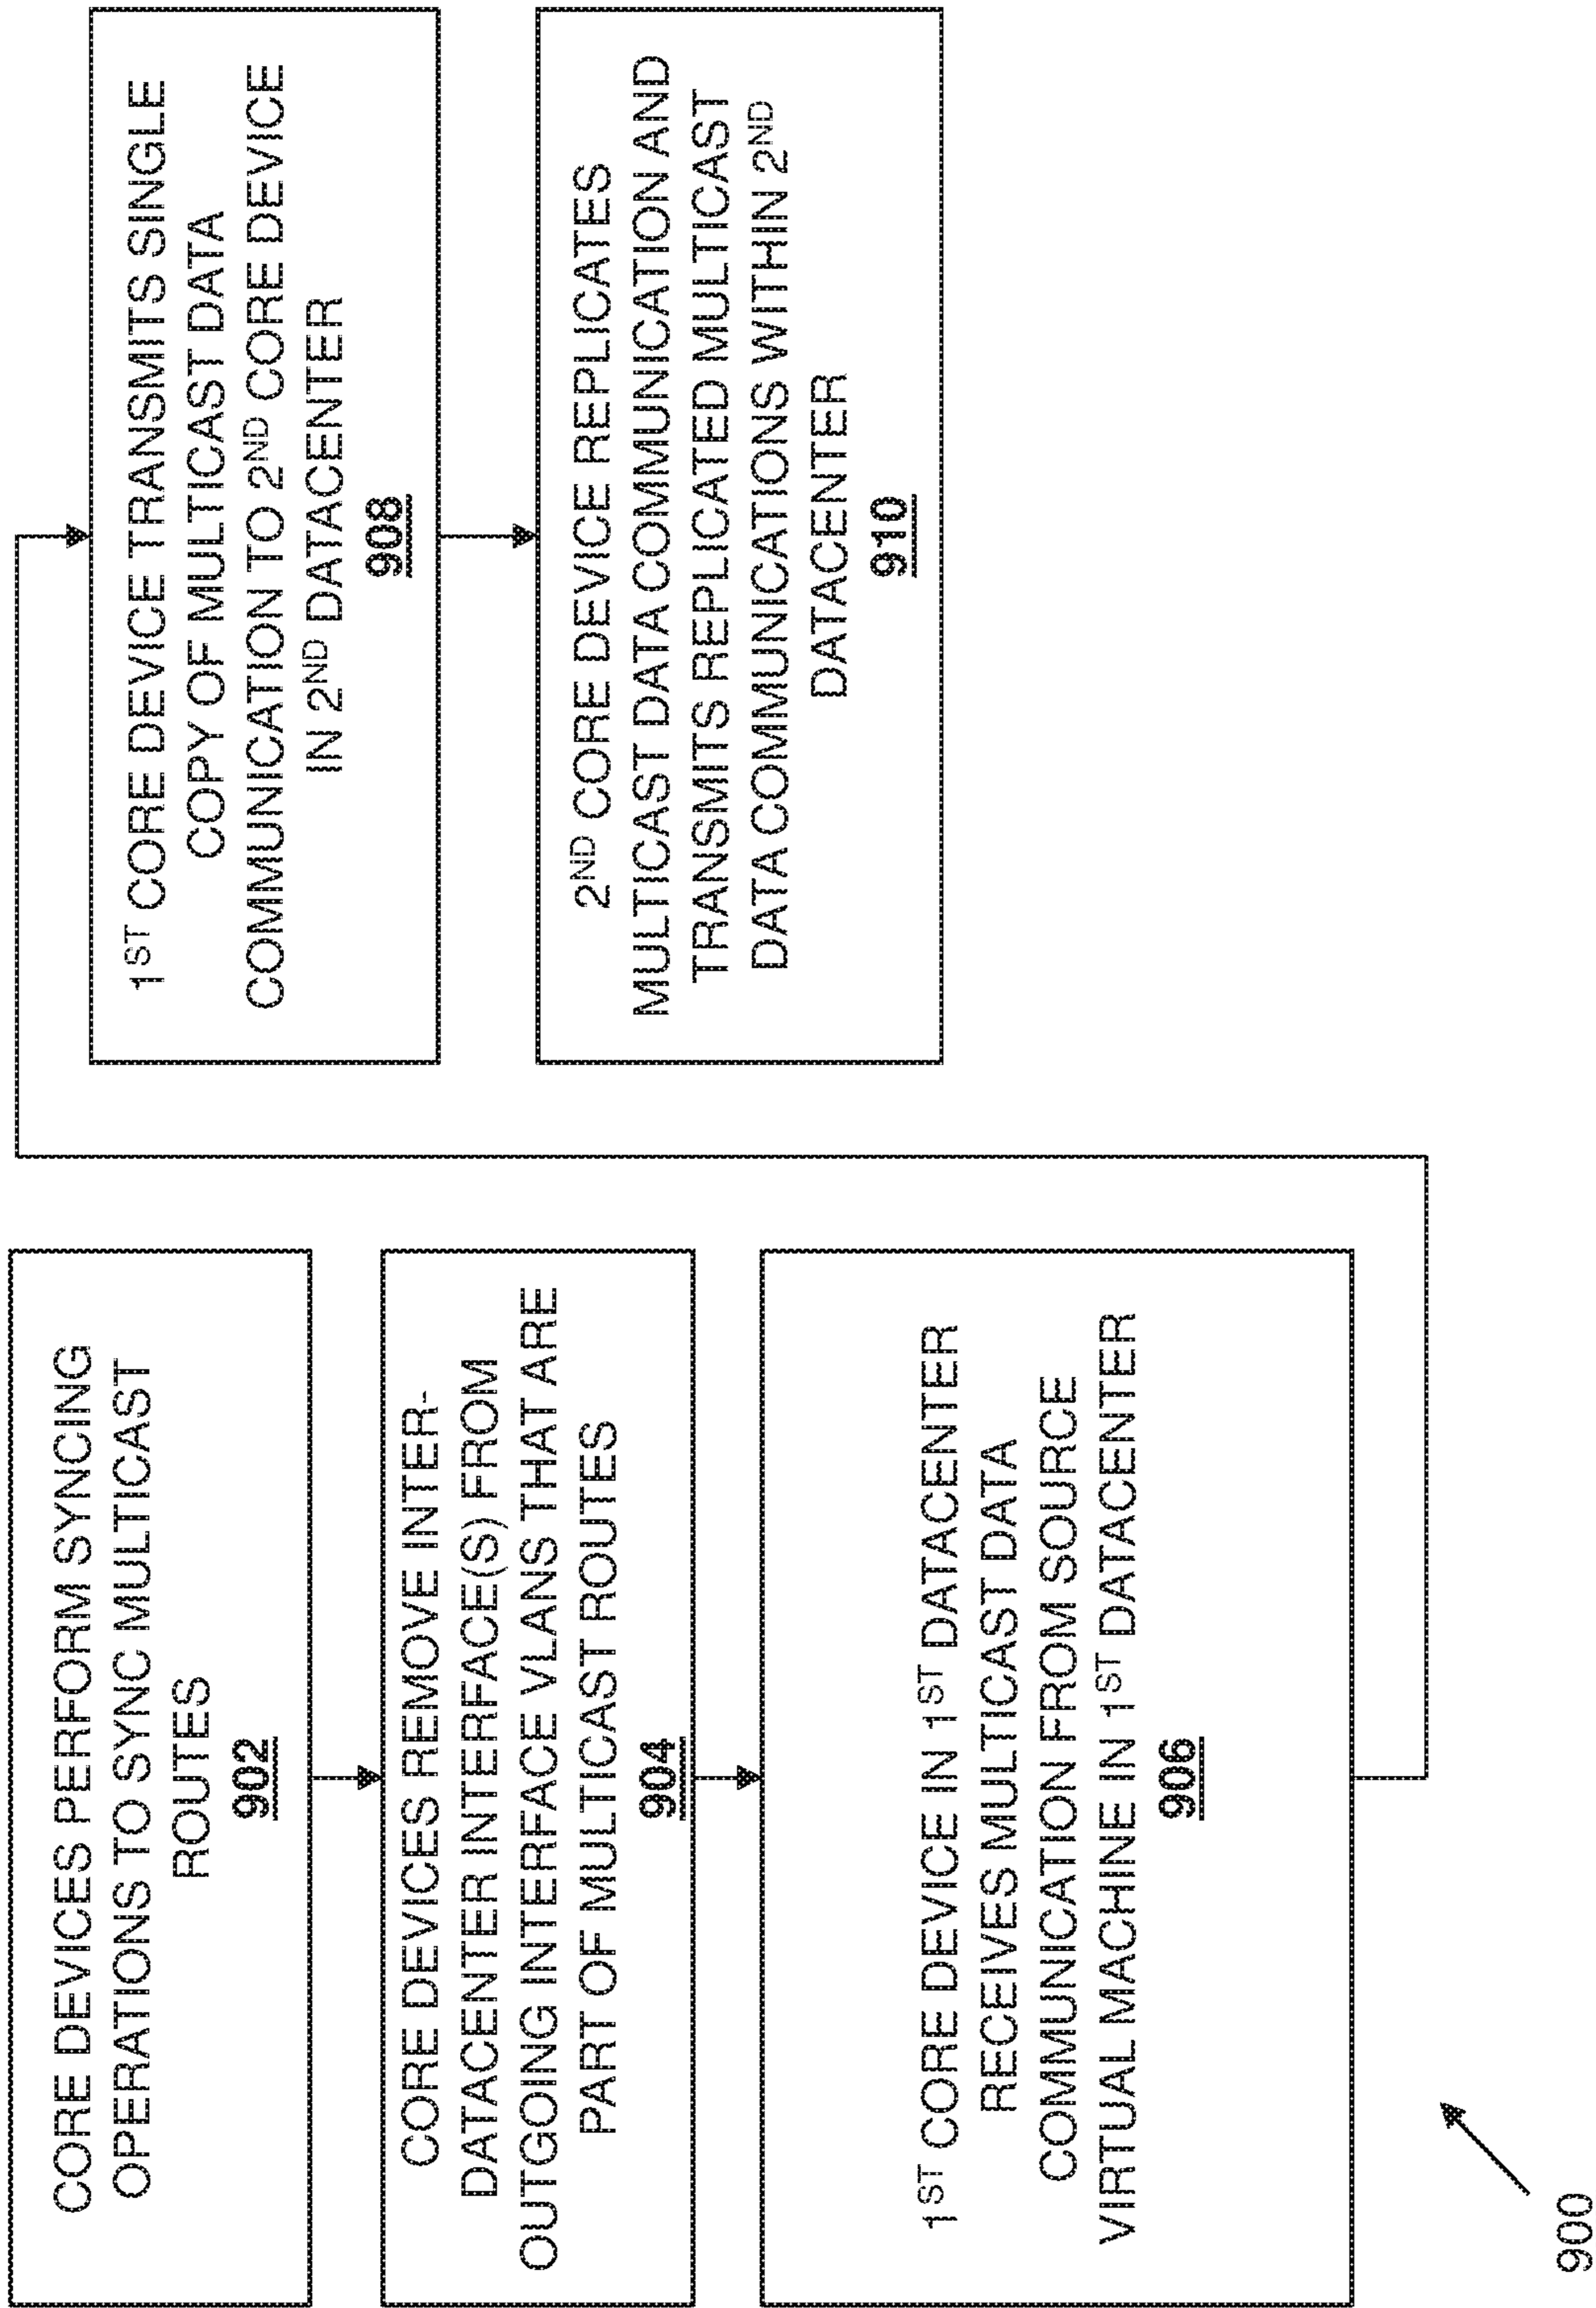 CORE DEVICES PERFORM SYNCING
OPERATIONS TO SYNC MULTICAST
ROUTES
902
CORE DEVICES REMOVE INTER-
DATACENTER INTERFACE(S) FROM
OUTGOING INTERFACE VLANS THAT ARE
PART OF MULTICAST ROUTES
904
1ST CORE DEVICE IN 1ST DATACENTER
RECEIVES MULTICAST DATA
COMMUNICATION FROM SOURCE
VIRTUAL MACHINE IN 1ST DATACENTER
906
1ST CORE DEVICE TRANSMITS SINGLE
COPY OF MULTICAST DATA
COMMUNICATION TO 2ND CORE DEVICE
IN 2ND DATACENTER
908
2ND CORE DEVICE REPLICATES
MULTICAST DATA COMMUNICATION AND
TRANSMITS REPLICATED MULTICAST
DATA COMMUNICATIONS WITHIN 2ND
DATACENTER
910
900